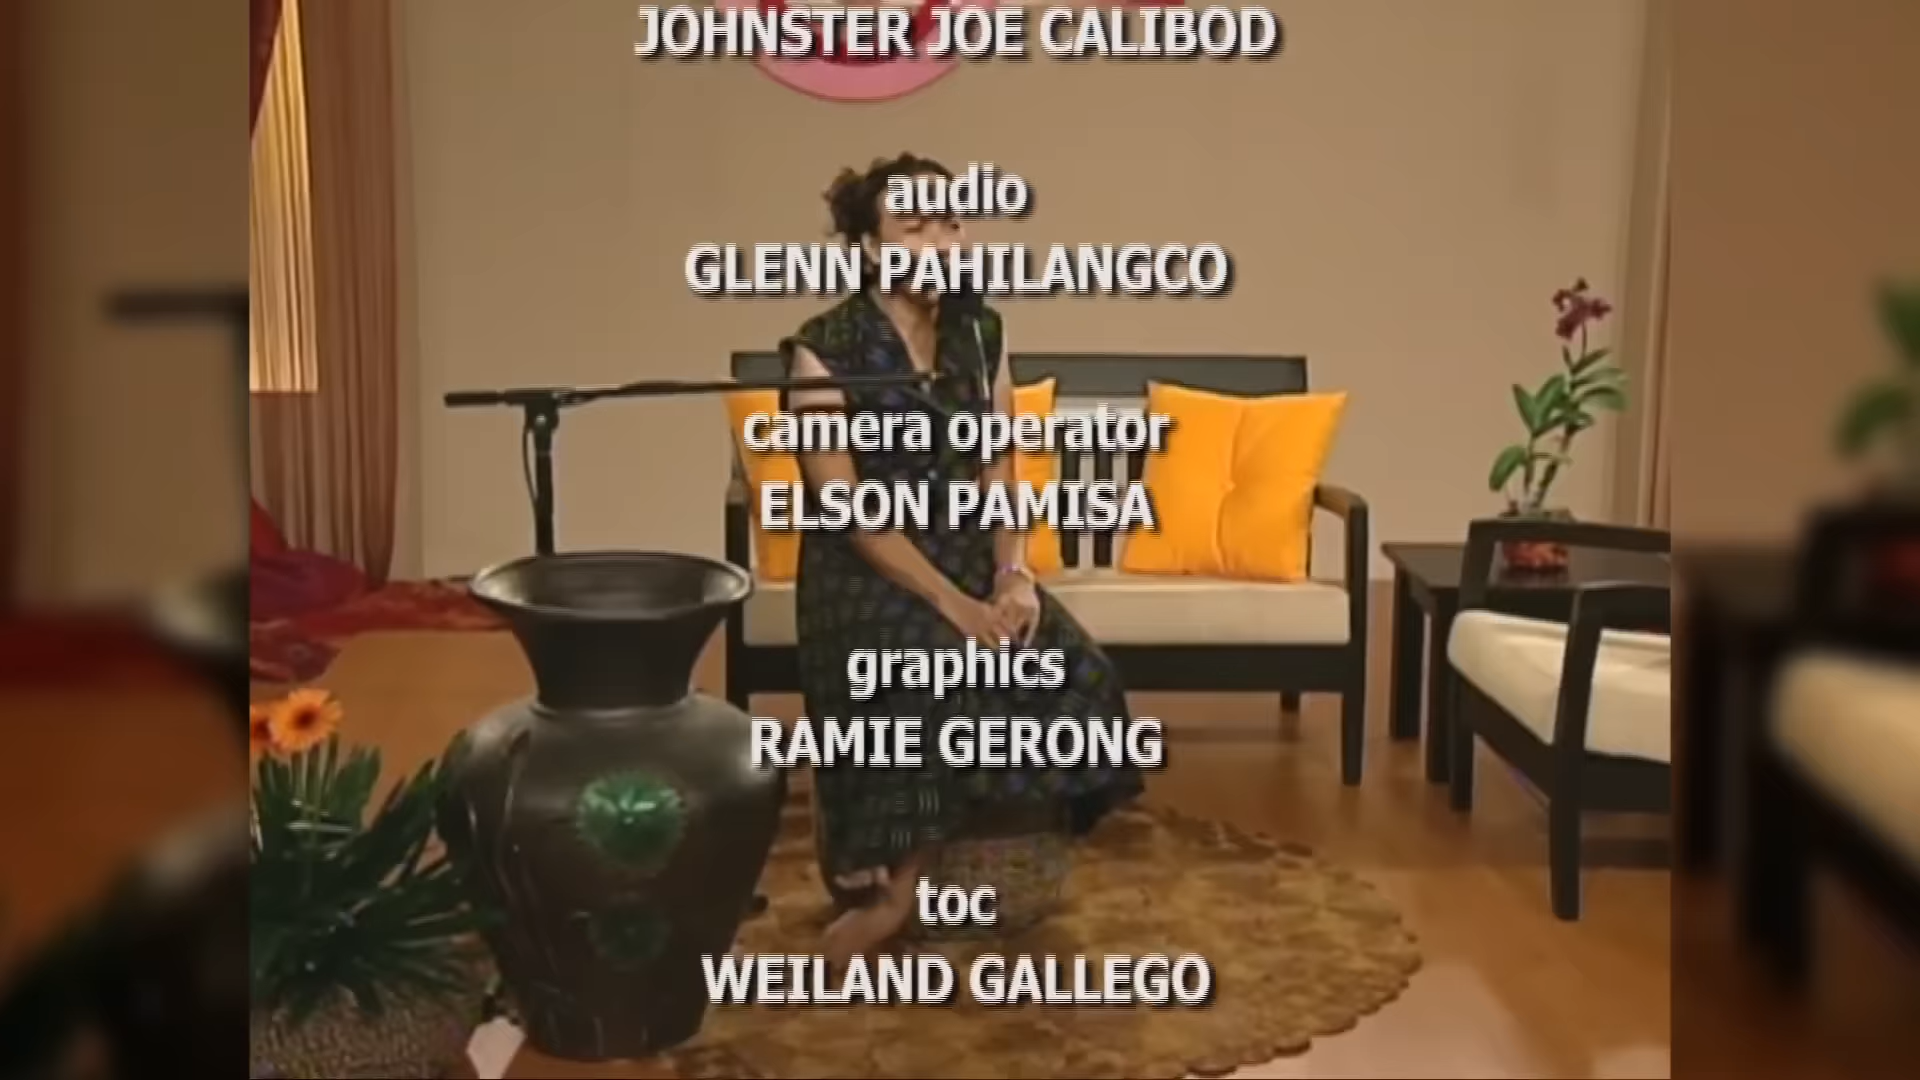 JOHNSTER JOE CALIBOD
audio
GLENN PAHILANGCO
camera operator
ELSON PAMISA
graphics
RAMIE GERONG
toc
WEILAND GALLEGO